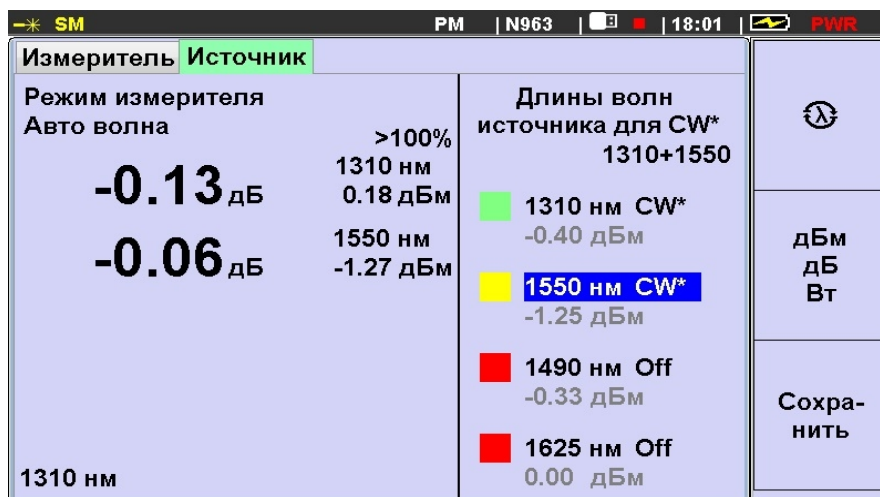 SM PM | N963 | | 18:01 | PWR
Измеритель Источник
Режим измерителя
Авто волна
>100%
-0.13 дБ
1310 нм
0.18 дБм
-0.06 дБ
1550 нм
-1.27 дБм
1310 нм
Длины волн
источника для CW*
1310+1550
1310 нм CW*
-0.40 дБм
1550 нм CW*
-1.25 дБм
1490 нм Off
-0.33 дБм
1625 нм Off
0.00 дБм
λ
дБм
дБ
Вт
Сохра-
нить